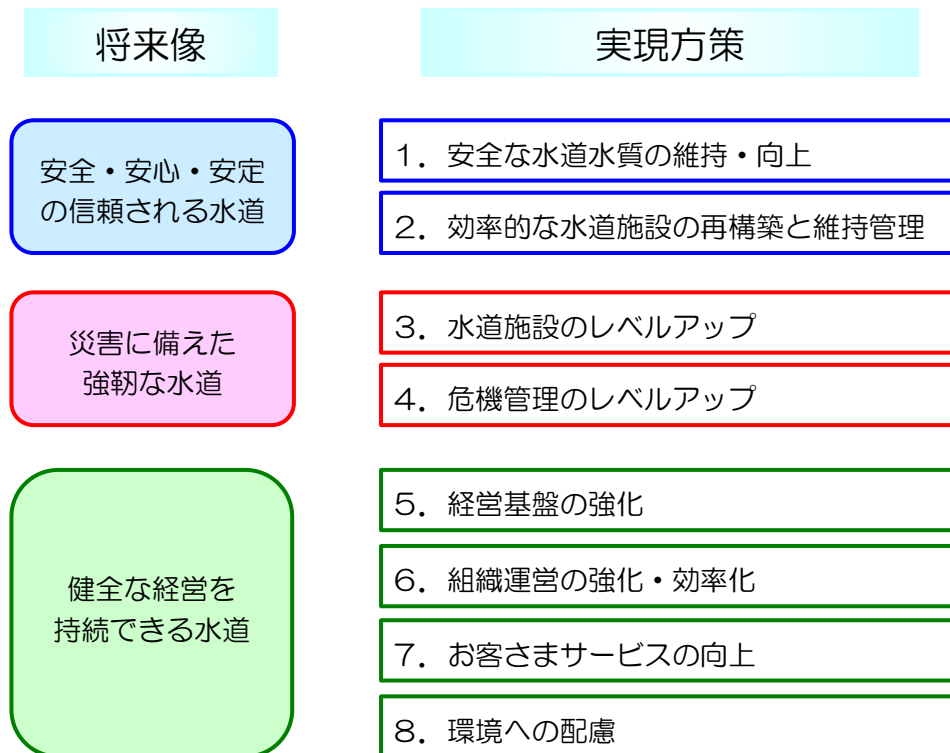 将来像
実現方策
安全・安心・安定
の信頼される水道
1．安全な水道水質の維持・向上
2．効率的な水道施設の再構築と維持管理
災害に備えた
強靭な水道
3．水道施設のレベルアップ
4．危機管理のレベルアップ
健全な経営を
持続できる水道
5．経営基盤の強化
6．組織運営の強化・効率化
7．お客さまサービスの向上
8．環境への配慮